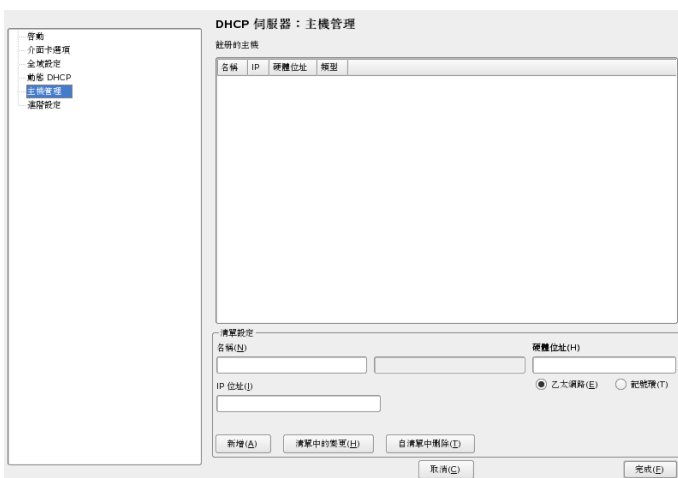 DHCP 伺服器：主機管理
啓動
介面卡選項
全域設定
動態 DHCP
主機管理
進階設定
註冊的主機
名稱 IP 硬體位址 類型
清單設定
名稱(N) 硬體位址(H)
IP 位址(I) 乙太網路(E) 記號環(T)
新增(A) 清單中的變更(H) 自清單中刪除(T)
取消(C) 完成(F)